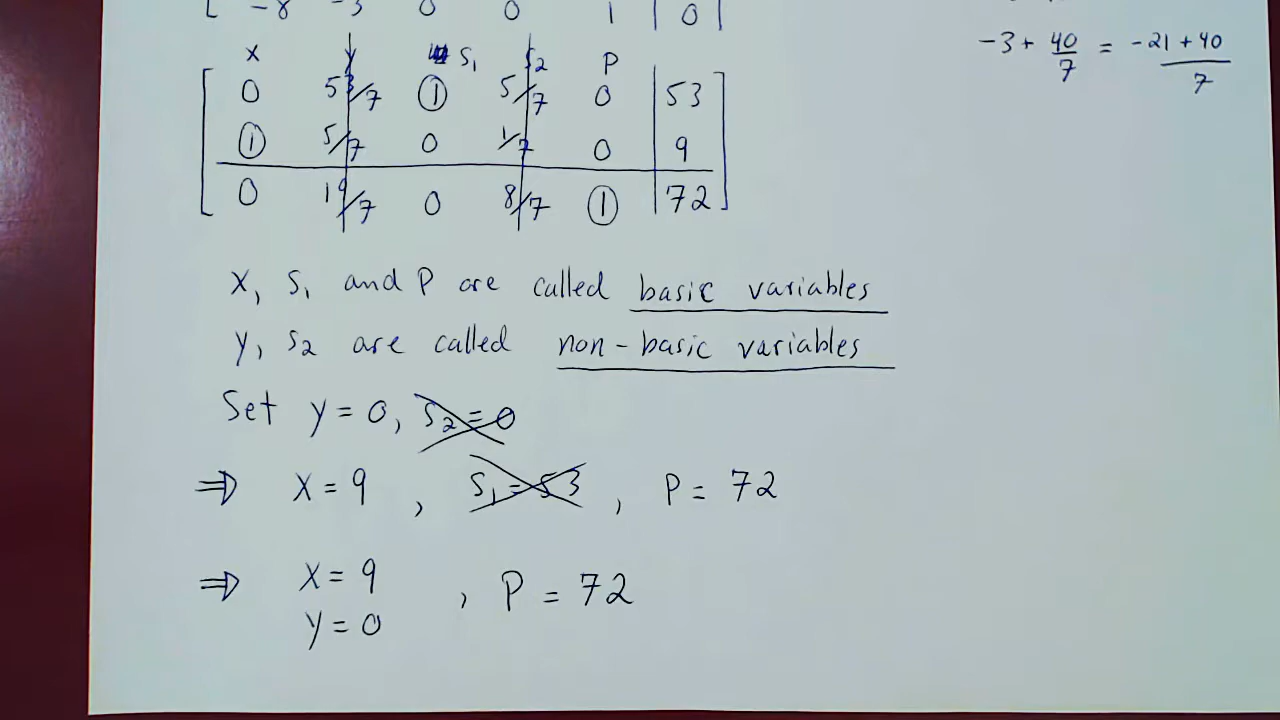 [ -8 -3 0 0 1 | 0 ]
-3 + 40/7 = (-21 + 40)/7
x y s₁ s₂ P
0 53/7 1 5/7 0 | 53
1 5/7 0 1/7 0 | 9
0 19/7 0 8/7 1 | 72
x, s₁ and P are called basic variables
y, s₂ are called non-basic variables
Set y = 0, s₂ = 0
⇒ x = 9, s₁ = 53, P = 72
⇒ x = 9, P = 72
y = 0